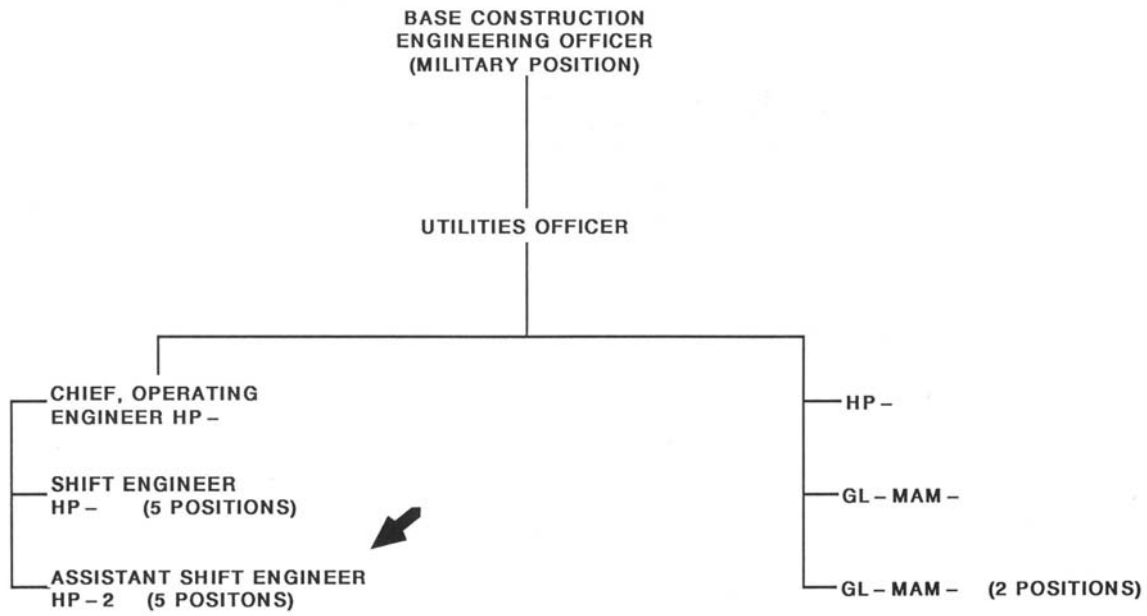 BASE CONSTRUCTION
ENGINEERING OFFICER
(MILITARY POSITION)
UTILITIES OFFICER
CHIEF, OPERATING
ENGINEER HP –
SHIFT ENGINEER
HP – (5 POSITIONS)
ASSISTANT SHIFT ENGINEER
HP – 2 (5 POSITONS)
HP –
GL – MAM –
GL – MAM – (2 POSITIONS)